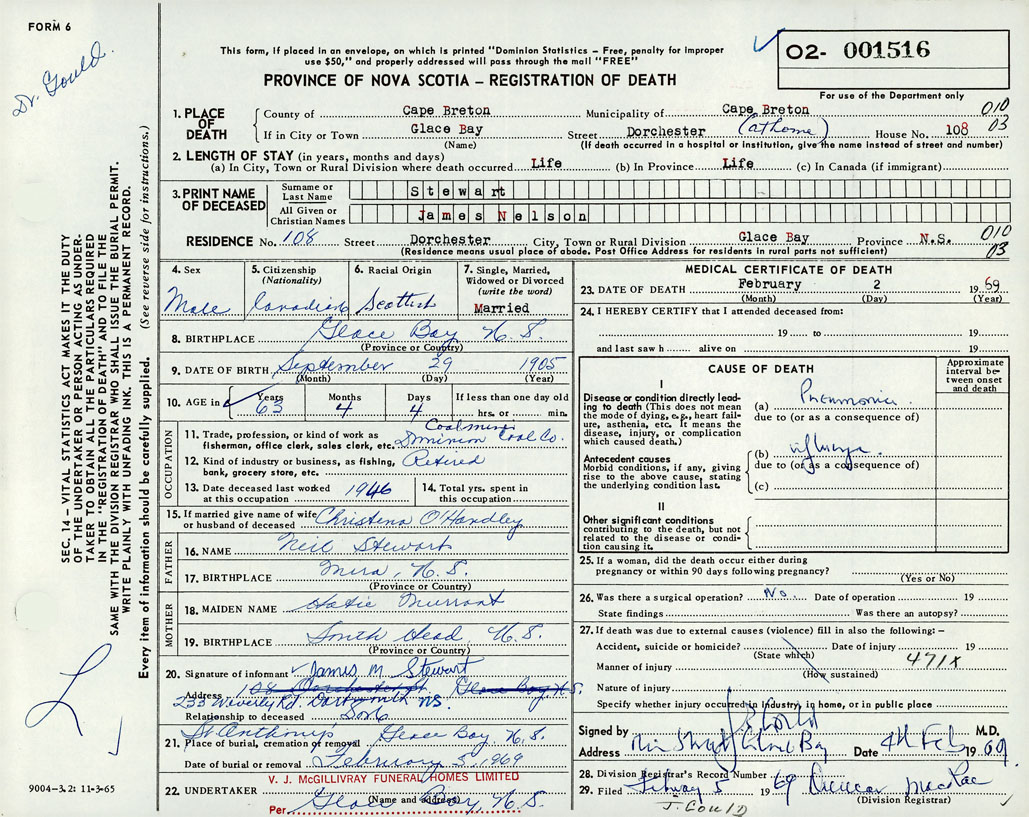 FORM 6
Dr. Gould.
This form, if placed in an envelope, on which is printed "Dominion Statistics – Free, penalty for improper
use $50," and properly addressed will pass through the mail "FREE"
O2- 001516
For use of the Department only
PROVINCE OF NOVA SCOTIA – REGISTRATION OF DEATH
1. PLACE OF DEATH
County of Cape Breton Municipality of Cape Breton 010
If in City or Town Glace Bay Street Dorchester (at home) House No. 108 03
(Name) (If death occurred in a hospital or institution, give the name instead of street and number)
2. LENGTH OF STAY (in years, months and days)
(a) In City, Town or Rural Division where death occurred Life (b) In Province Life (c) In Canada (if immigrant)
3. PRINT NAME OF DECEASED
Surname or Last Name Stewart
All Given or Christian Names James Nelson
RESIDENCE No. 108 Street Dorchester City, Town or Rural Division Glace Bay Province N.S. 010
(Residence means usual place of abode. Post Office Address for residents in rural parts not sufficient) 03
4. Sex
Male
5. Citizenship
(Nationality)
Canadian
6. Racial Origin
Scottish
7. Single, Married,
Widowed or Divorced
(write the word)
Married
8. BIRTHPLACE Glace Bay N.S.
(Province or Country)
9. DATE OF BIRTH September 29 1905
(Month) (Day) (Year)
10. AGE in Years Months Days If less than one day old
63 4 4 hrs. or min.
OCCUPATION
11. Trade, profession, or kind of work as Coal miner
fisherman, office clerk, sales clerk, etc. Dominion Coal Co.
12. Kind of industry or business, as fishing, Retired
bank, grocery store, etc.
13. Date deceased last worked
at this occupation 1946
14. Total yrs. spent in
this occupation
15. If married give name of wife
or husband of deceased Christena O'Handley
FATHER
16. NAME Neil Stewart
17. BIRTHPLACE Mira, N.S.
(Province or Country)
MOTHER
18. MAIDEN NAME Katie Murrant
19. BIRTHPLACE South Head, N.S.
(Province or Country)
20. Signature of informant James M. Stewart
Address 108 Dorchester St Glace Bay N.S.
233 Waverly Rd. Dartmouth NS.
Relationship to deceased Son
St Anthony's
21. Place of burial, cremation or removal Glace Bay, N.S.
Date of burial or removal February 5, 1969
V. J. McGILLIVRAY FUNERAL HOMES LIMITED
22. UNDERTAKER (Name and address)
Per Glace Bay, N.S.
MEDICAL CERTIFICATE OF DEATH
23. DATE OF DEATH February 2 1969
(Month) (Day) (Year)
24. I HEREBY CERTIFY that I attended deceased from:
19 to 19
and last saw h alive on 19
CAUSE OF DEATH
Approximate
interval be-
tween onset
and death
I
Disease or condition directly lead-
ing to death (This does not mean
the mode of dying, e.g., heart fail-
ure, asthenia, etc. It means the
disease, injury, or complication
which caused death.)
(a) Pneumonia
due to (or as a consequence of)
Antecedent causes
Morbid conditions, if any, giving
rise to the above cause, stating
the underlying condition last.
(b) influenza
due to (or as a consequence of)
(c)
II
Other significant conditions
contributing to the death, but not
related to the disease or condi-
tion causing it.
25. If a woman, did the death occur either during
pregnancy or within 90 days following pregnancy?
(Yes or No)
26. Was there a surgical operation? No. Date of operation 19
State findings Was there an autopsy?
27. If death was due to external causes (violence) fill in also the following: –
Accident, suicide or homicide? Date of injury 19
(State which) 471X
Manner of injury
(How sustained)
Nature of injury
Specify whether injury occurred in industry, in home, or in public place
Signed by M.D.
Address Glace Bay Date 4th Feb 1969
28. Division Registrar's Record Number
29. Filed February 5 1969 Duncan MacRae
(Division Registrar)
J. GOULD
SEC. 14 – VITAL STATISTICS ACT MAKES IT THE DUTY
OF THE UNDERTAKER OR PERSON ACTING AS UNDER-
TAKER TO OBTAIN ALL THE PARTICULARS REQUIRED
IN THE "REGISTRATION OF DEATH" AND TO FILE THE
SAME WITH THE DIVISION REGISTRAR WHO SHALL ISSUE THE BURIAL PERMIT.
WRITE PLAINLY WITH UNFADING INK. THIS IS A PERMANENT RECORD.
Every item of information should be carefully supplied. (See reverse side for instructions.)
9004-3.21 11-3-65